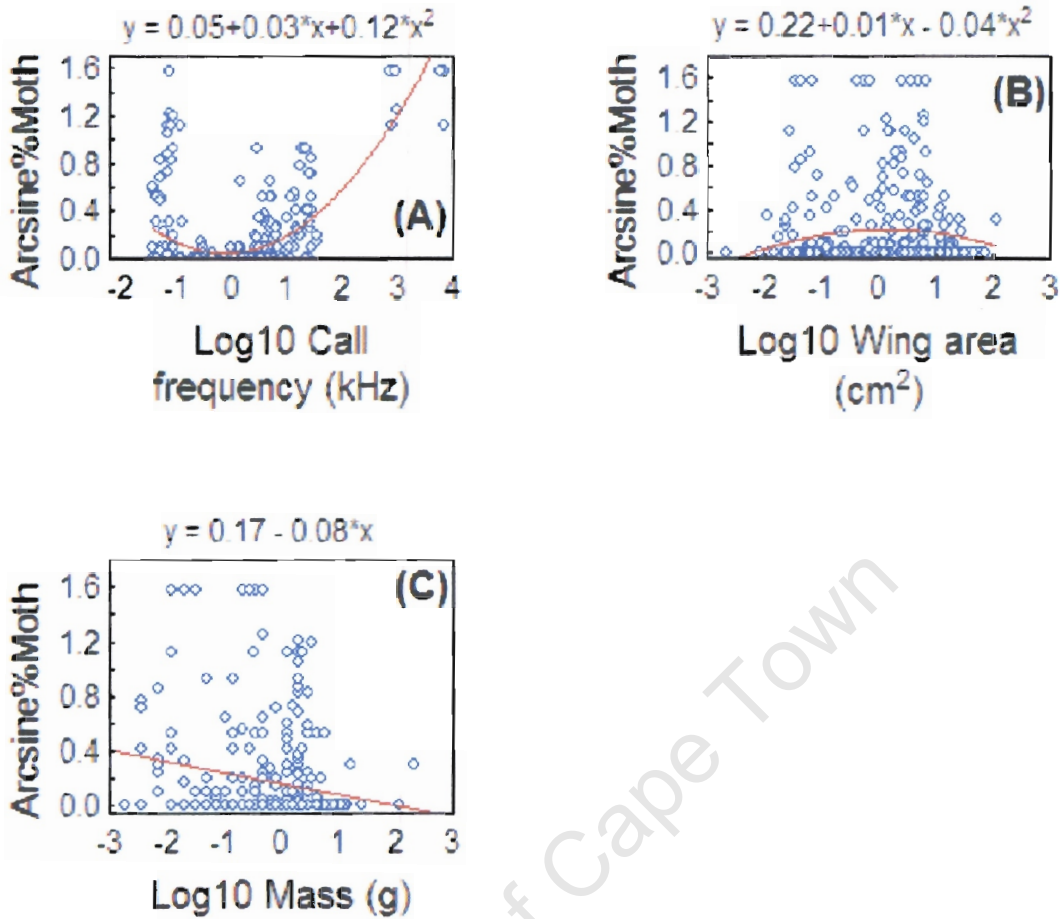 y = 0.05+0.03*x+0.12*x²
Arcsine%Moth
1.6
1.2
0.8
0.4
0.0
(A)
-2 -1 0 1 2 3 4
Log10 Call
frequency (kHz)
y = 0.22+0.01*x - 0.04*x²
Arcsine%Moth
1.6
1.2
0.8
0.4
0.0
(B)
-3 -2 -1 0 1 2 3
Log10 Wing area
(cm²)
y = 0.17 - 0.08*x
Arcsine%Moth
1.6
1.2
0.8
0.4
0.0
(C)
-3 -2 -1 0 1 2 3
Log10 Mass (g)
of Cape Town